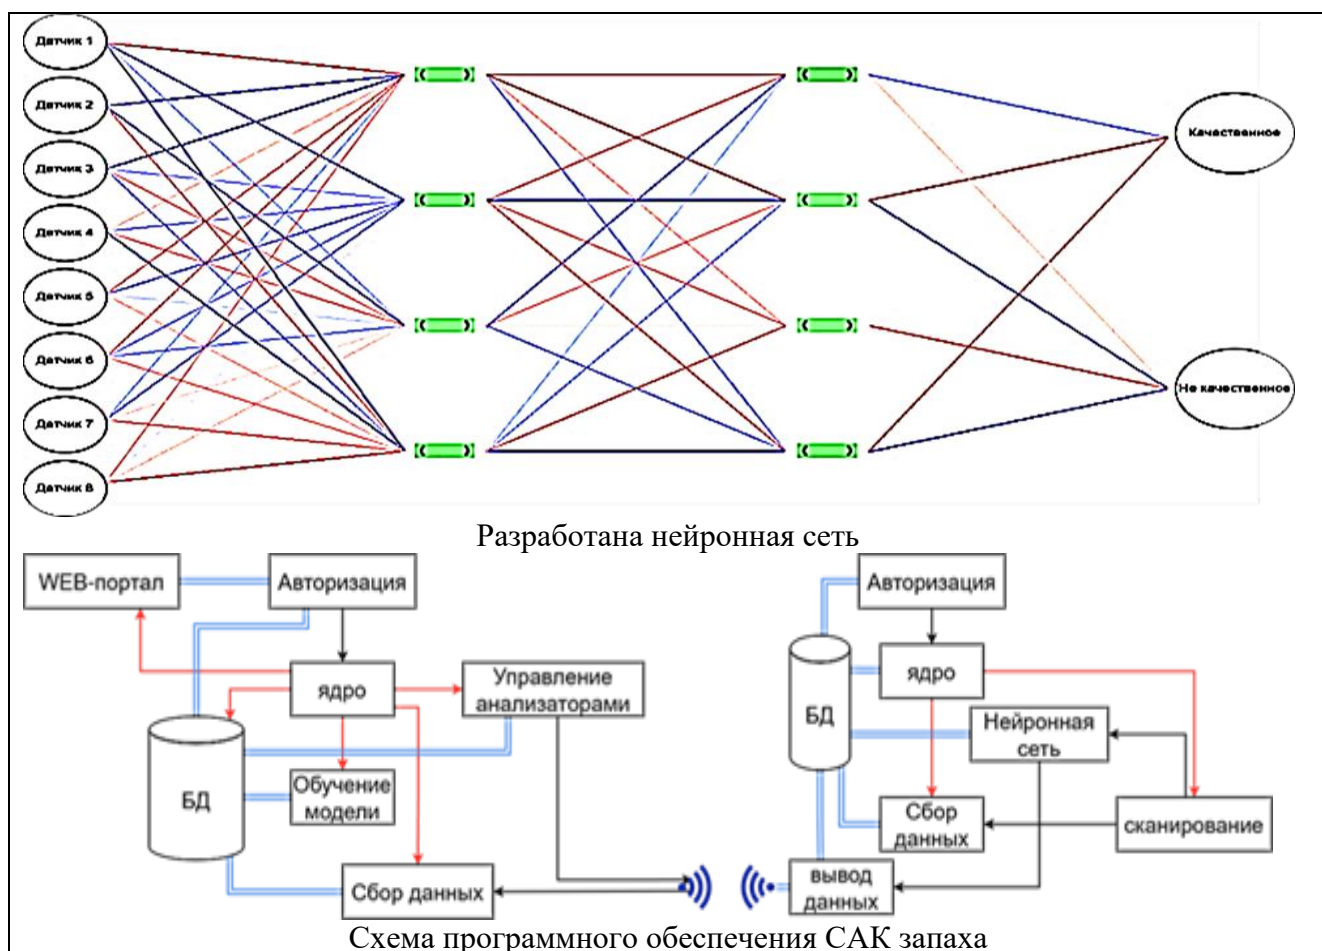 Датчик 1
Датчик 2
Датчик 3
Датчик 4
Датчик 5
Датчик 6
Датчик 7
Датчик 8
Качественное
Не качественное
Разработана нейронная сеть
WEB-портал
Авторизация
ядро
Управление
анализаторами
БД
Обучение
модели
Сбор данных
Авторизация
ядро
БД
Нейронная
сеть
Сбор
данных
сканирование
вывод
данных
Схема программного обеспечения САК запаха